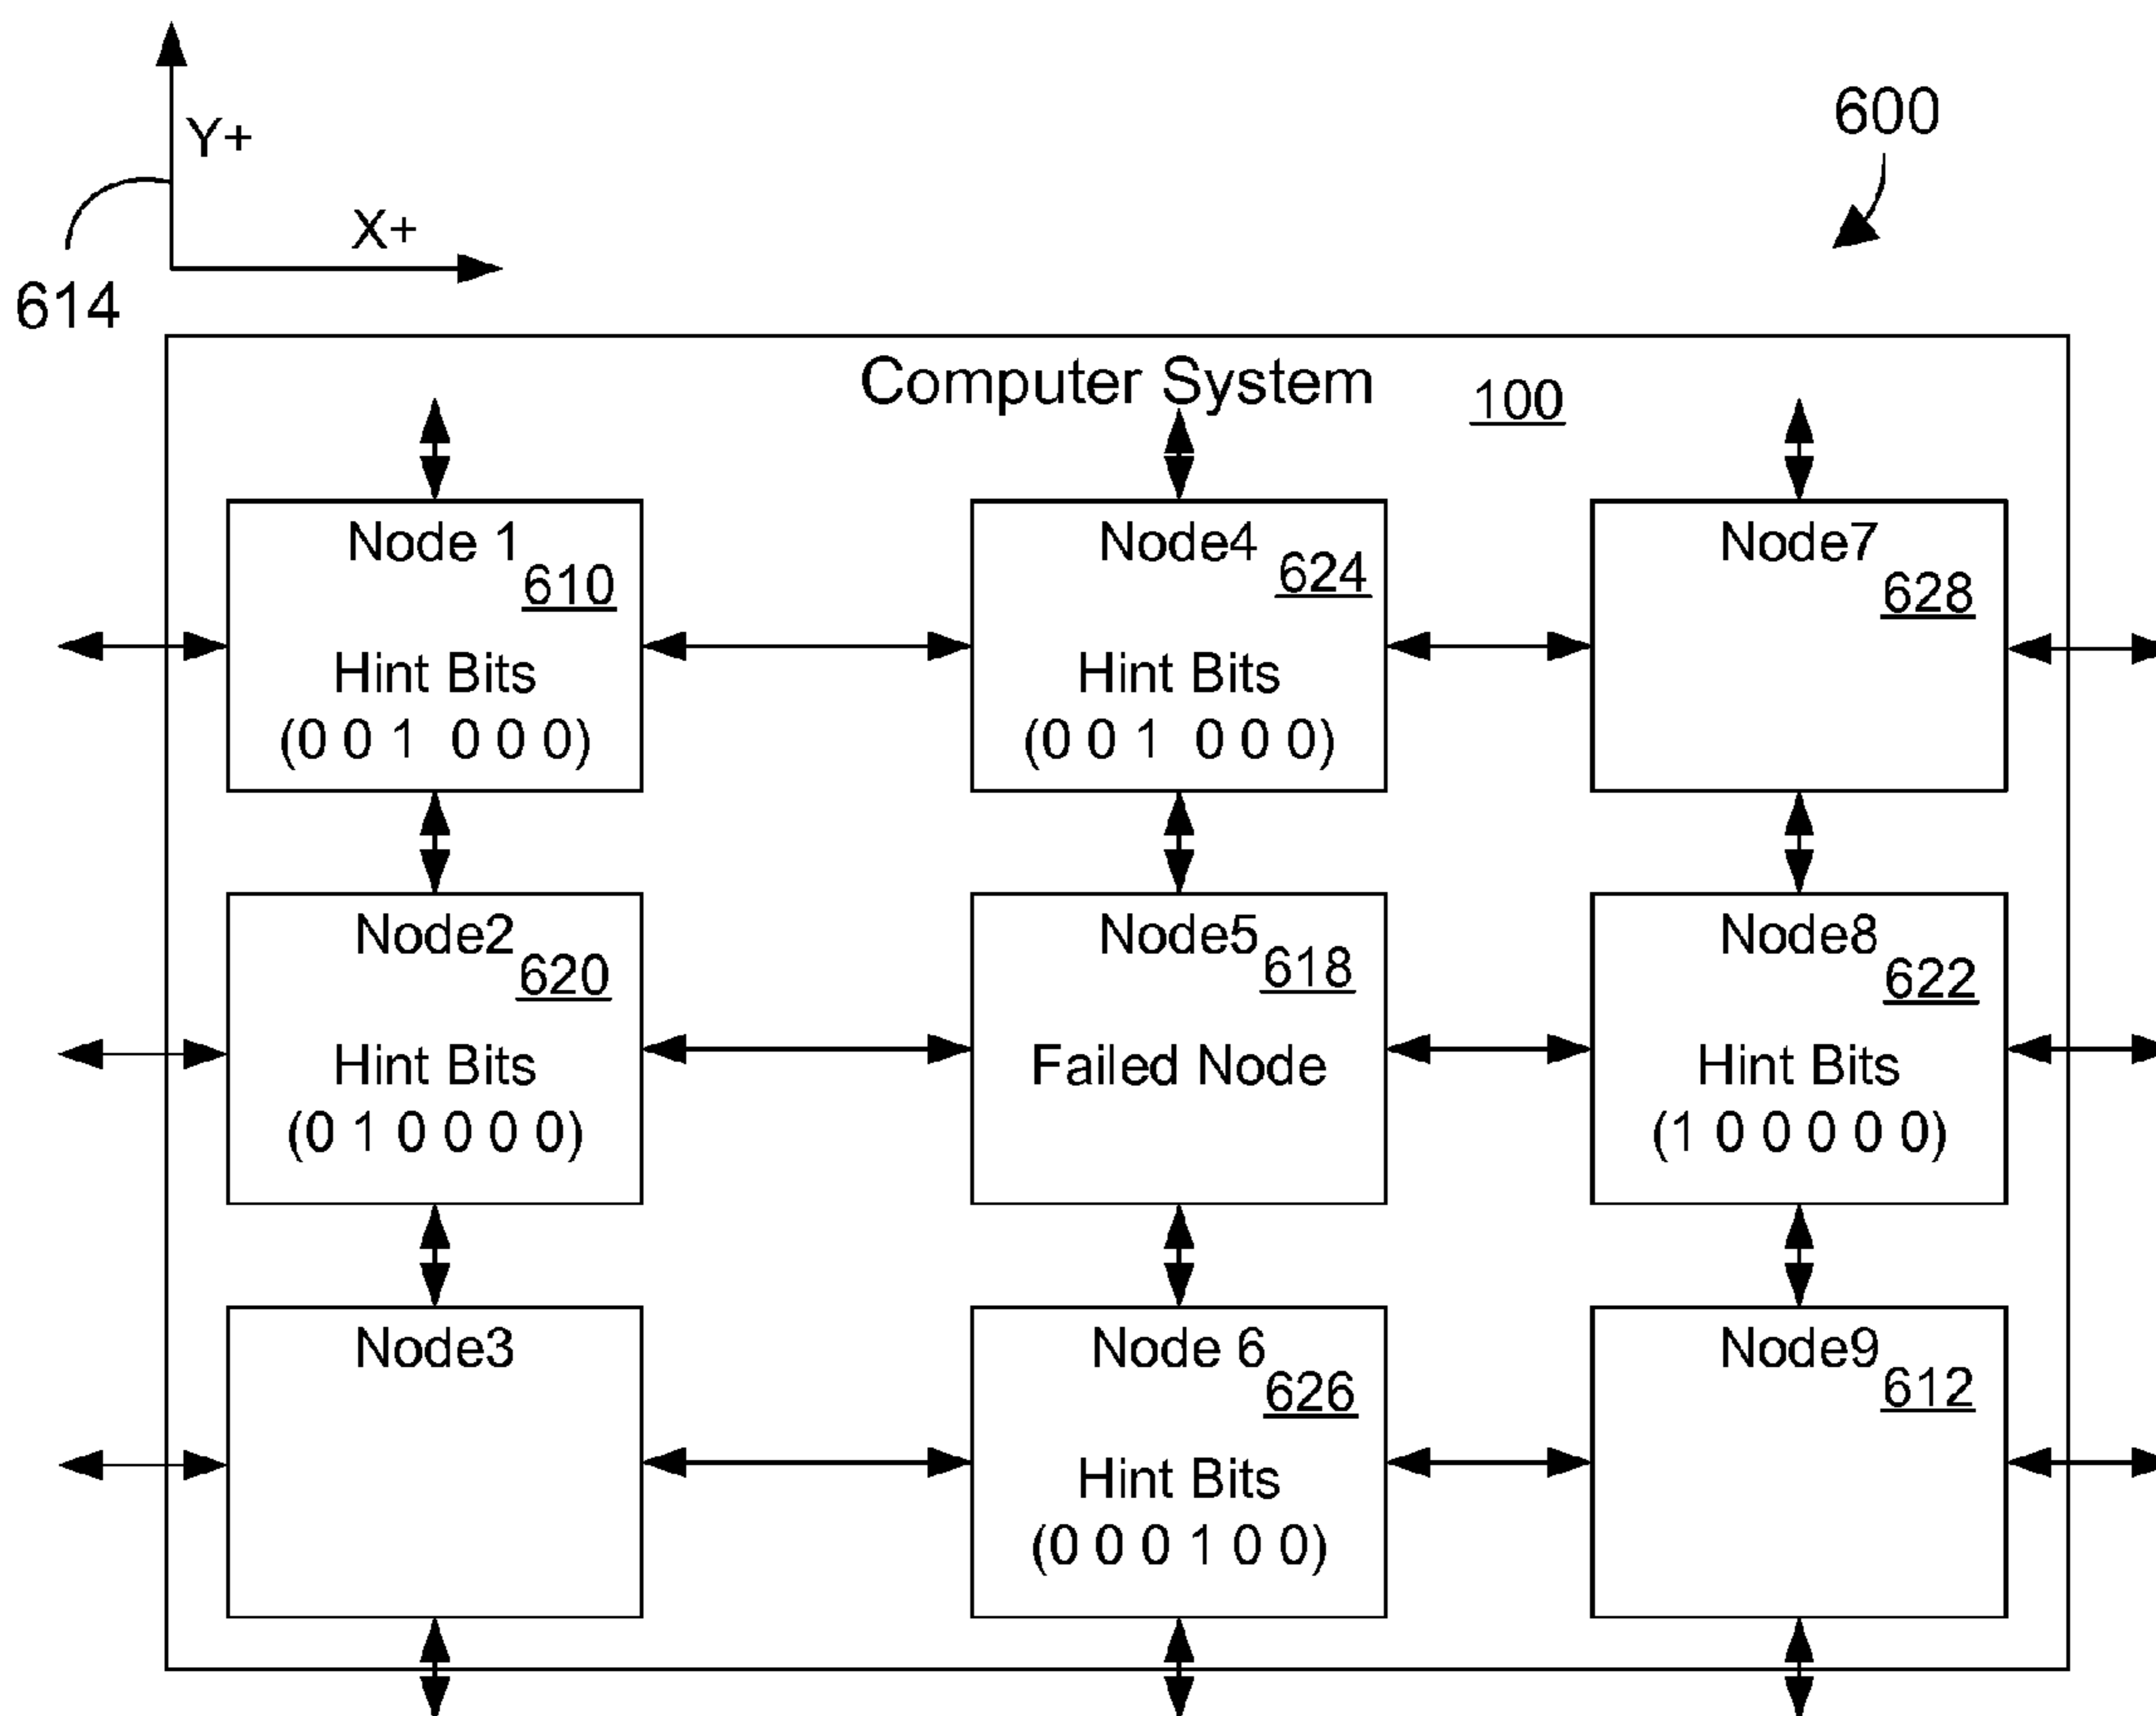 Y+
600
X+
614
Computer System 100
Node 1
610
Hint Bits
(0 0 1 0 0 0)
Node4
624
Hint Bits
(0 0 1 0 0 0)
Node7
628
Node2
620
Hint Bits
(0 1 0 0 0 0)
Node5
618
Failed Node
Node8
622
Hint Bits
(1 0 0 0 0 0)
Node3
Node 6
626
Hint Bits
(0 0 0 1 0 0)
Node9
612